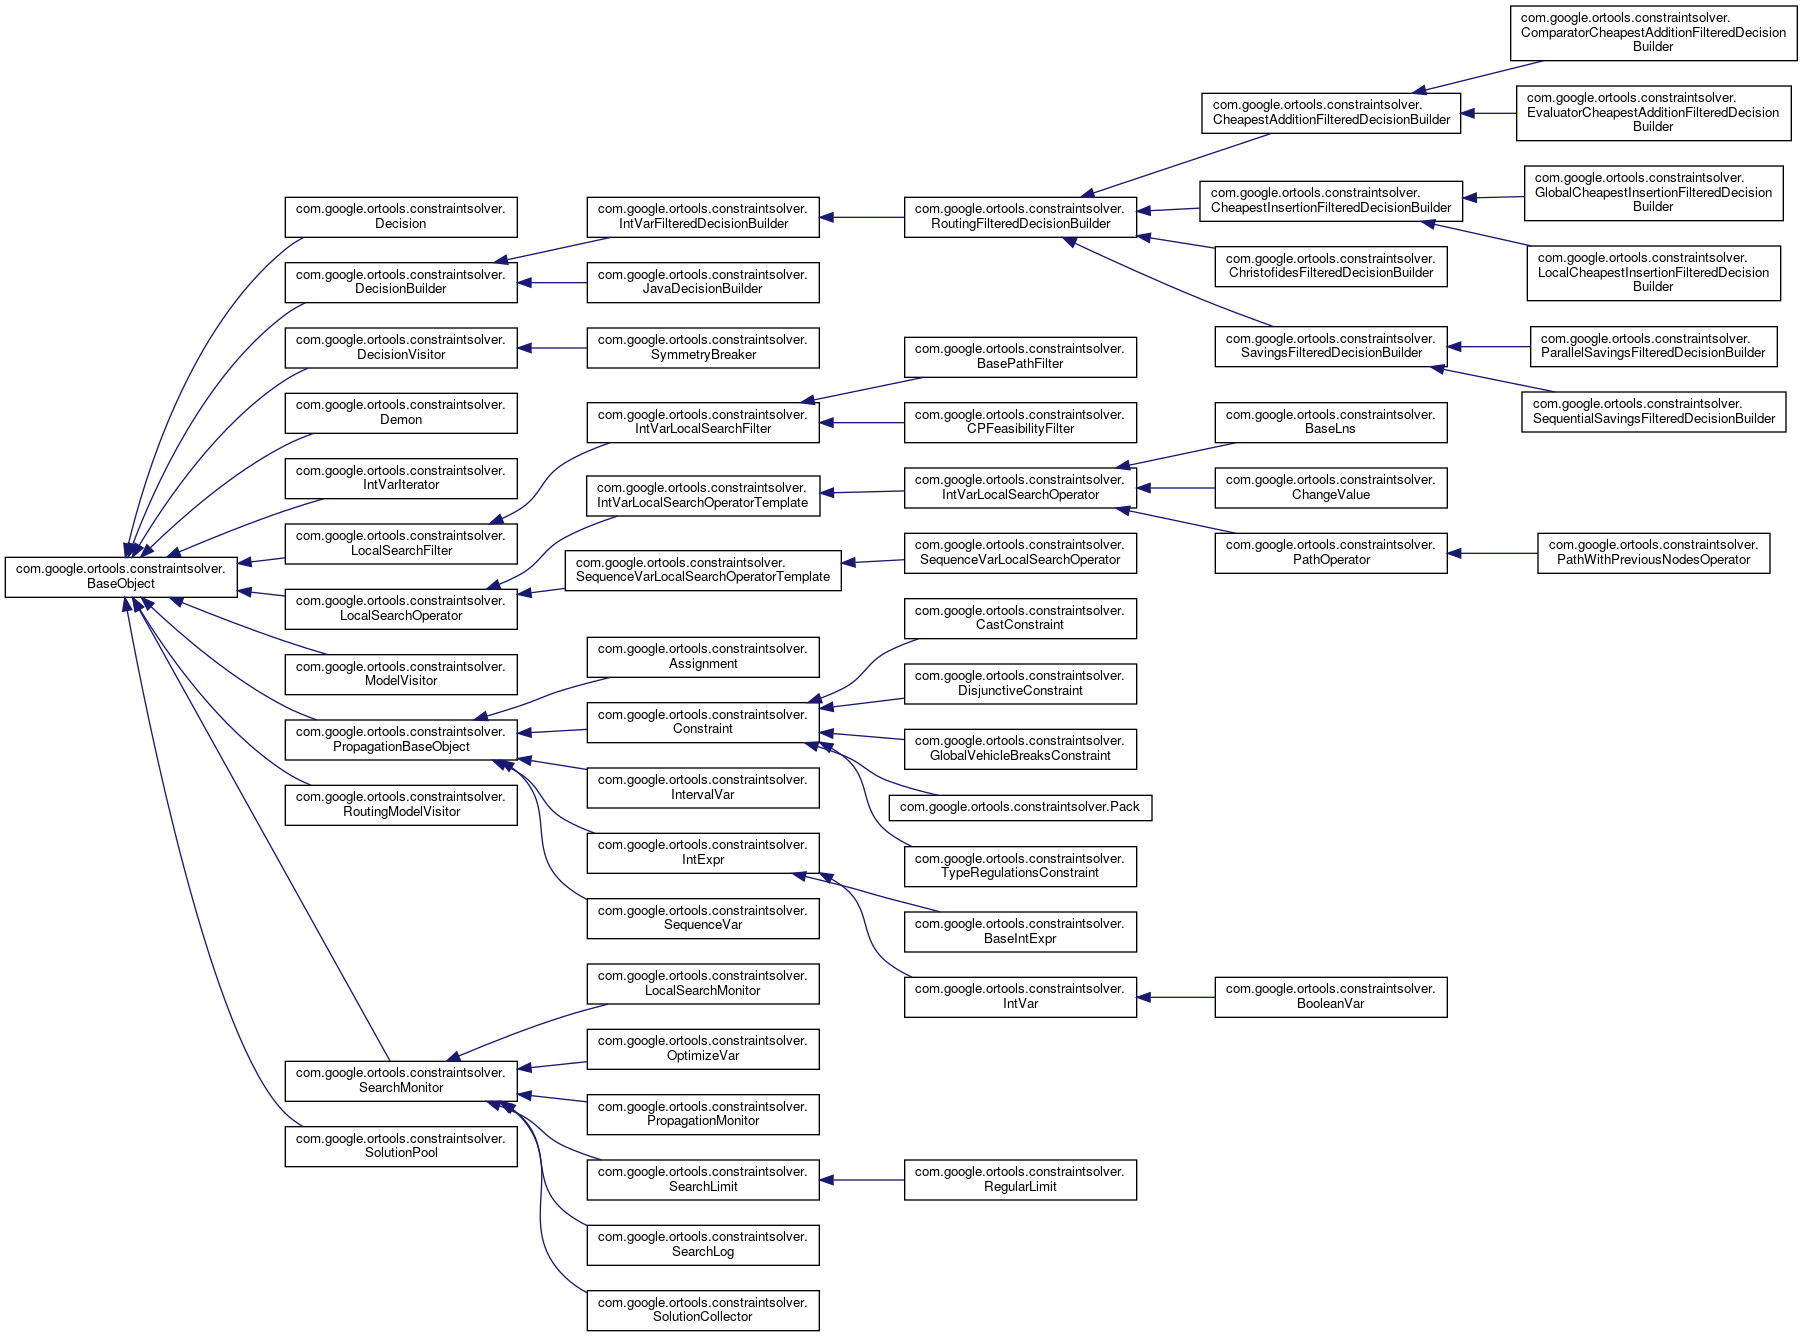 com.google.ortools.constraintsolver.
BaseObject
com.google.ortools.constraintsolver.
Decision
com.google.ortools.constraintsolver.
DecisionBuilder
com.google.ortools.constraintsolver.
DecisionVisitor
com.google.ortools.constraintsolver.
Demon
com.google.ortools.constraintsolver.
IntVarIterator
com.google.ortools.constraintsolver.
LocalSearchFilter
com.google.ortools.constraintsolver.
LocalSearchOperator
com.google.ortools.constraintsolver.
ModelVisitor
com.google.ortools.constraintsolver.
PropagationBaseObject
com.google.ortools.constraintsolver.
RoutingModelVisitor
com.google.ortools.constraintsolver.
SearchMonitor
com.google.ortools.constraintsolver.
SolutionPool
com.google.ortools.constraintsolver.
IntVarFilteredDecisionBuilder
com.google.ortools.constraintsolver.
JavaDecisionBuilder
com.google.ortools.constraintsolver.
SymmetryBreaker
com.google.ortools.constraintsolver.
IntVarLocalSearchFilter
com.google.ortools.constraintsolver.
IntVarLocalSearchOperatorTemplate
com.google.ortools.constraintsolver.
SequenceVarLocalSearchOperatorTemplate
com.google.ortools.constraintsolver.
Assignment
com.google.ortools.constraintsolver.
Constraint
com.google.ortools.constraintsolver.
IntervalVar
com.google.ortools.constraintsolver.
IntExpr
com.google.ortools.constraintsolver.
SequenceVar
com.google.ortools.constraintsolver.
LocalSearchMonitor
com.google.ortools.constraintsolver.
OptimizeVar
com.google.ortools.constraintsolver.
PropagationMonitor
com.google.ortools.constraintsolver.
SearchLimit
com.google.ortools.constraintsolver.
SearchLog
com.google.ortools.constraintsolver.
SolutionCollector
com.google.ortools.constraintsolver.
RoutingFilteredDecisionBuilder
com.google.ortools.constraintsolver.
BasePathFilter
com.google.ortools.constraintsolver.
CPFeasibilityFilter
com.google.ortools.constraintsolver.
IntVarLocalSearchOperator
com.google.ortools.constraintsolver.
SequenceVarLocalSearchOperator
com.google.ortools.constraintsolver.
CastConstraint
com.google.ortools.constraintsolver.
DisjunctiveConstraint
com.google.ortools.constraintsolver.
GlobalVehicleBreaksConstraint
com.google.ortools.constraintsolver.Pack
com.google.ortools.constraintsolver.
TypeRegulationsConstraint
com.google.ortools.constraintsolver.
BaseIntExpr
com.google.ortools.constraintsolver.
IntVar
com.google.ortools.constraintsolver.
RegularLimit
com.google.ortools.constraintsolver.
CheapestAdditionFilteredDecisionBuilder
com.google.ortools.constraintsolver.
CheapestInsertionFilteredDecisionBuilder
com.google.ortools.constraintsolver.
ChristofidesFilteredDecisionBuilder
com.google.ortools.constraintsolver.
SavingsFilteredDecisionBuilder
com.google.ortools.constraintsolver.
BaseLns
com.google.ortools.constraintsolver.
ChangeValue
com.google.ortools.constraintsolver.
PathOperator
com.google.ortools.constraintsolver.
BooleanVar
com.google.ortools.constraintsolver.
ComparatorCheapestAdditionFilteredDecision
Builder
com.google.ortools.constraintsolver.
EvaluatorCheapestAdditionFilteredDecision
Builder
com.google.ortools.constraintsolver.
GlobalCheapestInsertionFilteredDecision
Builder
com.google.ortools.constraintsolver.
LocalCheapestInsertionFilteredDecision
Builder
com.google.ortools.constraintsolver.
ParallelSavingsFilteredDecisionBuilder
com.google.ortools.constraintsolver.
SequentialSavingsFilteredDecisionBuilder
com.google.ortools.constraintsolver.
PathWithPreviousNodesOperator